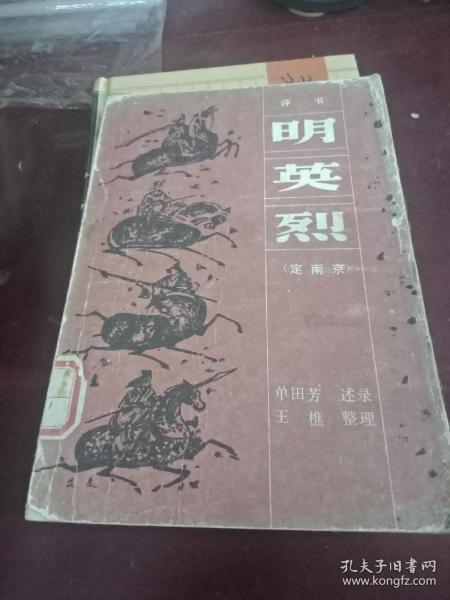 评书
明
英
烈
（定南京）
单田芳 述录
王樵 整理
孔夫子旧书网
www.kongfz.com